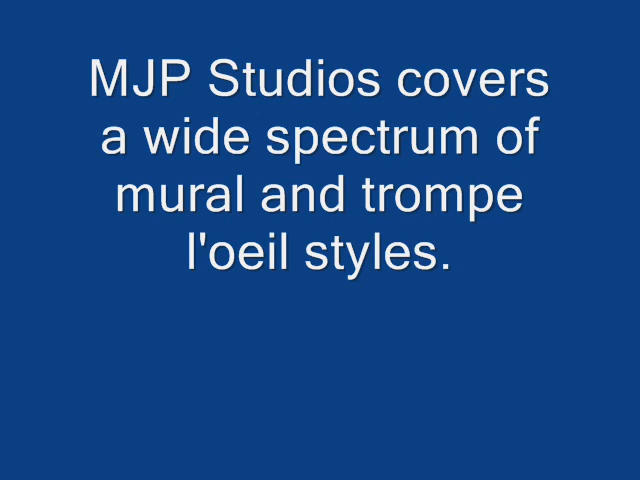 MJP Studios covers
a wide spectrum of
mural and trompe
l'oeil styles.